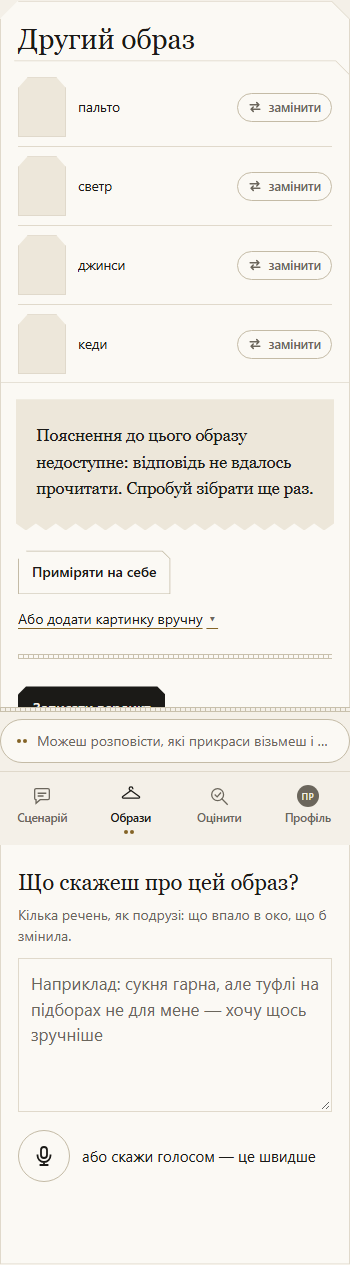 Другий образ
пальто
замінити
светр
замінити
джинси
замінити
кеди
замінити
Пояснення до цього образу
недоступне: відповідь не вдалось
прочитати. Спробуй зібрати ще раз.
Приміряти на себе
Або додати картинку вручну
Можеш розповісти, які прикраси візьмеш і ...
Сценарій
Образи
Оцінити
ПР
Профіль
Що скажеш про цей образ?
Кілька речень, як подрузі: що впало в око, що б
змінила.
Наприклад: сукня гарна, але туфлі на
підборах не для мене — хочу щось
зручніше
або скажи голосом — це швидше